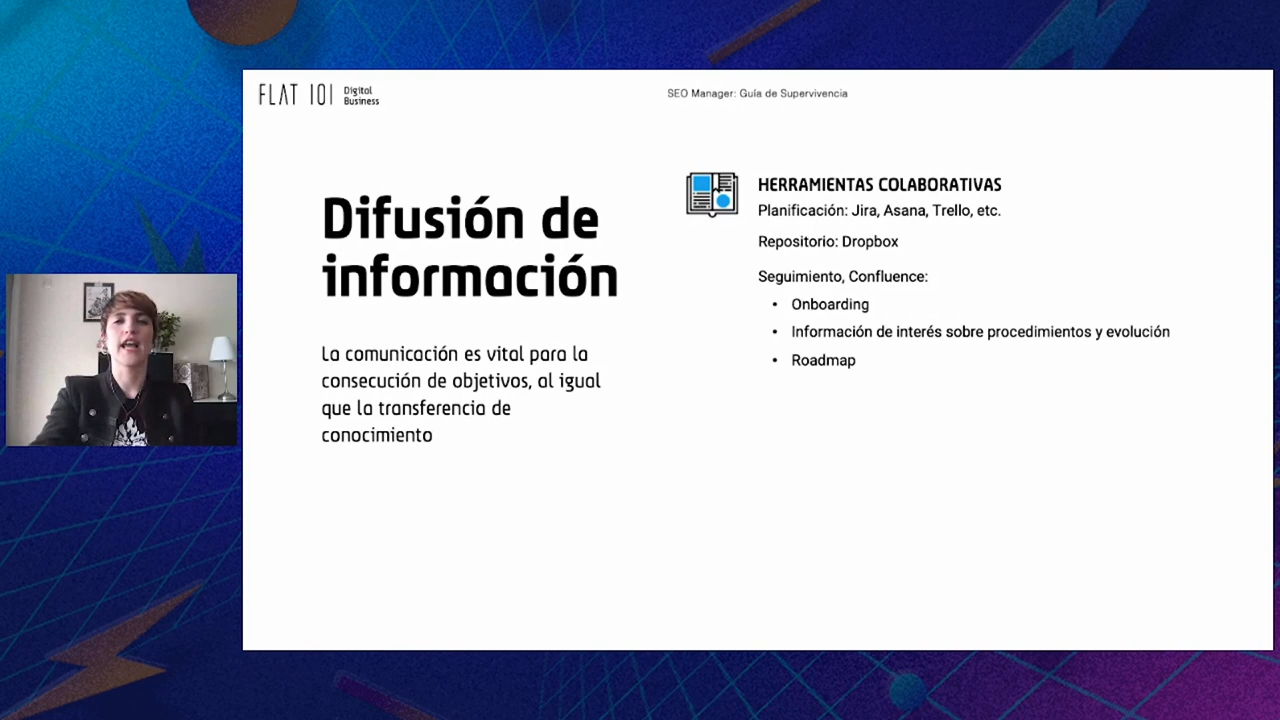 FLAT 101 Digital Business
SEO Manager: Guía de Supervivencia
Difusión de
información
La comunicación es vital para la
consecución de objetivos, al igual
que la transferencia de
conocimiento
HERRAMIENTAS COLABORATIVAS
Planificación: Jira, Asana, Trello, etc.
Repositorio: Dropbox
Seguimiento, Confluence:
• Onboarding
• Información de interés sobre procedimientos y evolución
• Roadmap